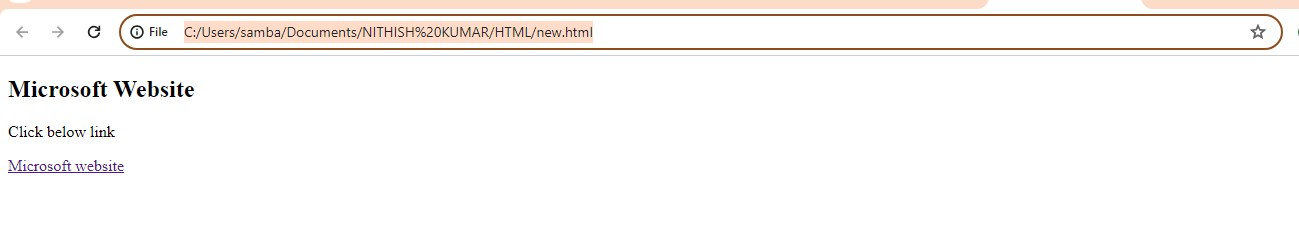 File C:/Users/samba/Documents/NITHISH%20KUMAR/HTML/new.html
Microsoft Website
Click below link
Microsoft website